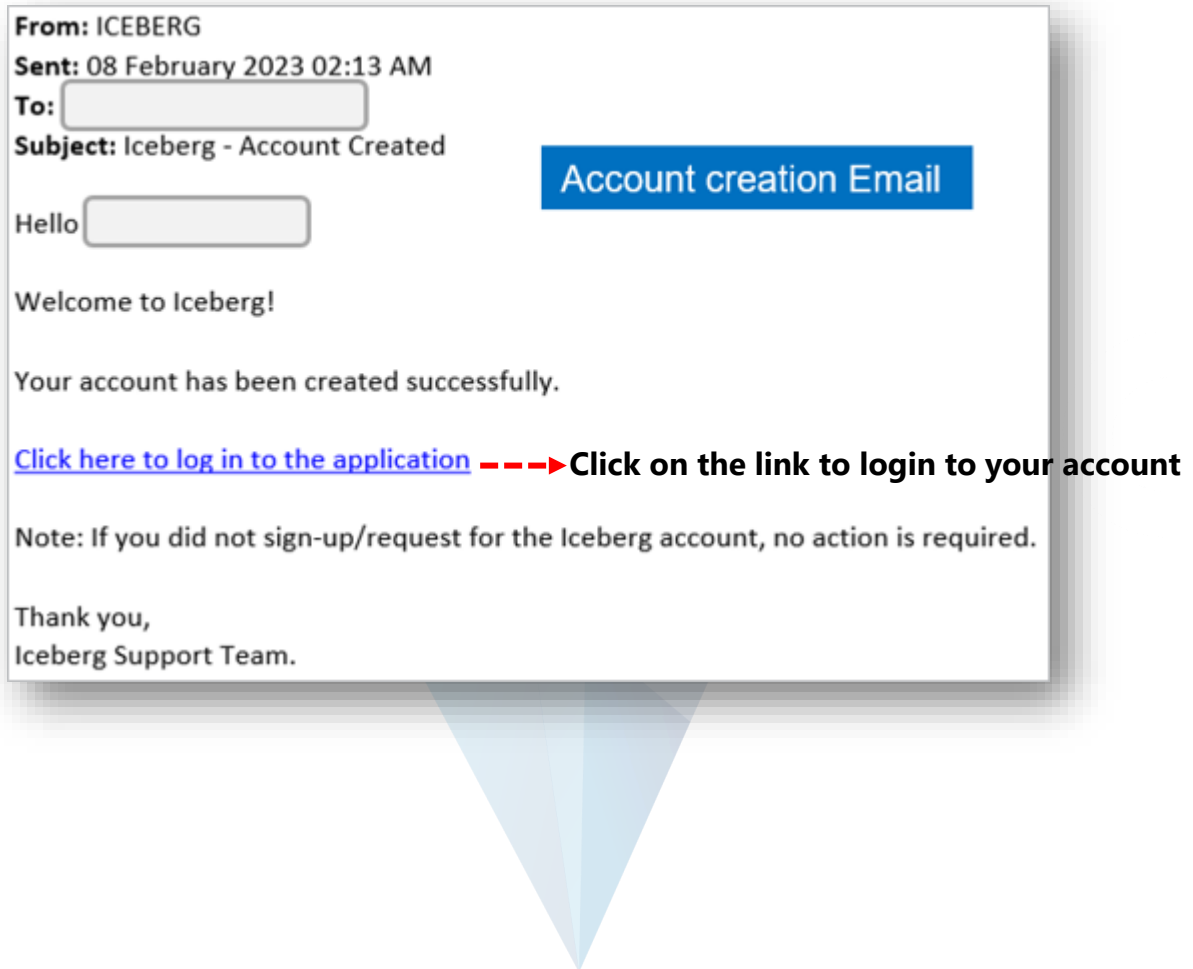 From: ICEBERG
Sent: 08 February 2023 02:13 AM
To:
Subject: Iceberg - Account Created
Account creation Email
Hello
Welcome to Iceberg!
Your account has been created successfully.
Click here to log in to the application
Click on the link to login to your account
Note: If you did not sign-up/request for the Iceberg account, no action is required.
Thank you,
Iceberg Support Team.